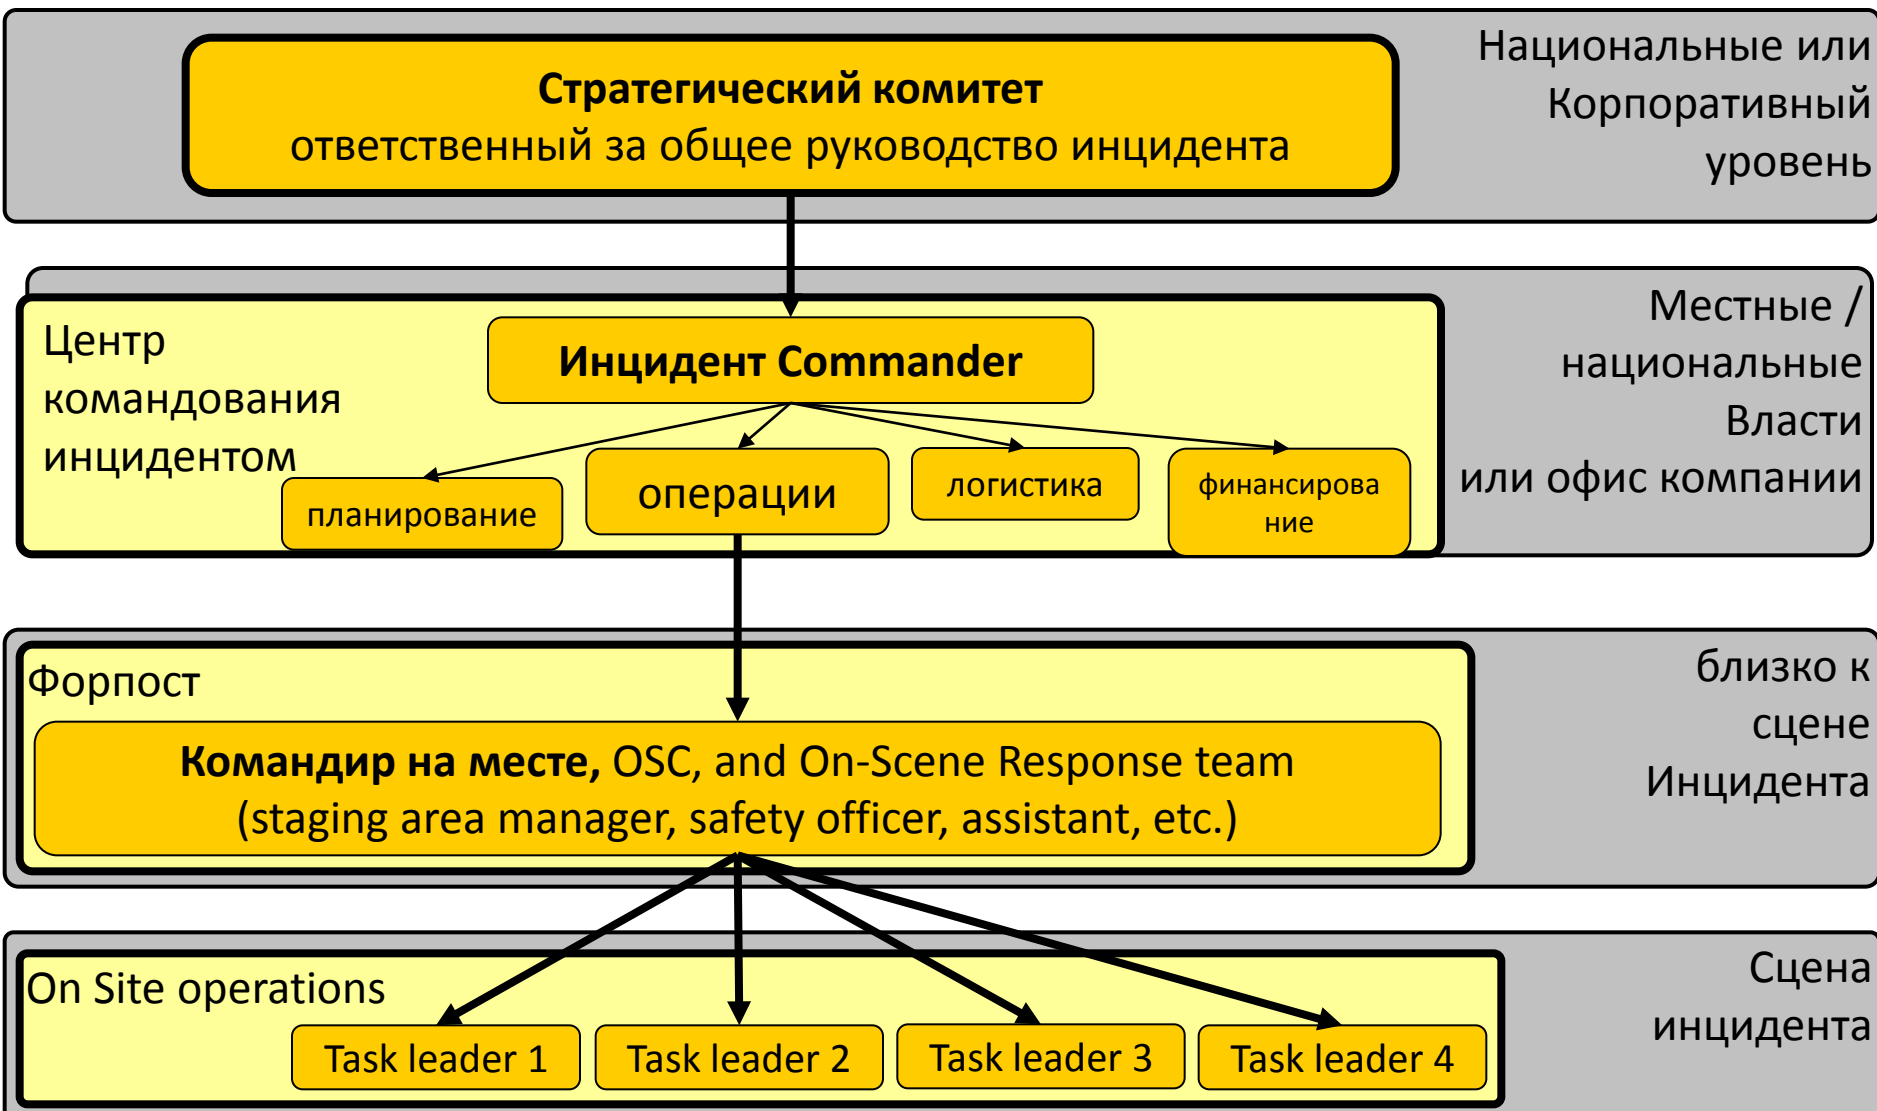 Стратегический комитет
ответственный за общее руководство инцидента
Национальные или
Корпоративный
уровень
Центр
командования
инцидентом
Инцидент Commander
планирование
операции
логистика
финансирова
ние
Местные /
национальные
Власти
или офис компании
Форпост
Командир на месте, OSC, and On-Scene Response team
(staging area manager, safety officer, assistant, etc.)
близко к
сцене
Инцидента
On Site operations
Task leader 1
Task leader 2
Task leader 3
Task leader 4
Сцена
инцидента